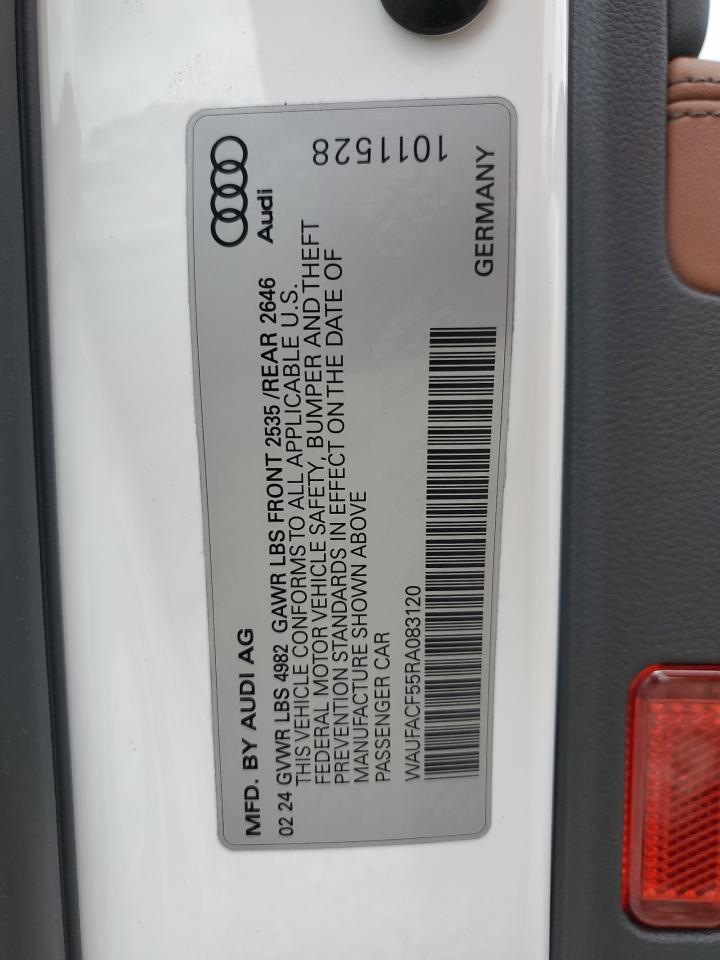 MFD. BY AUDI AG
Audi
02 24 GVWR LBS 4982 GAWR LBS FRONT 2535 /REAR 2646
THIS VEHICLE CONFORMS TO ALL APPLICABLE U.S.
FEDERAL MOTOR VEHICLE SAFETY, BUMPER AND THEFT
PREVENTION STANDARDS IN EFFECT ON THE DATE OF
MANUFACTURE SHOWN ABOVE
PASSENGER CAR
WAUFACF55RA083120
1011528
GERMANY